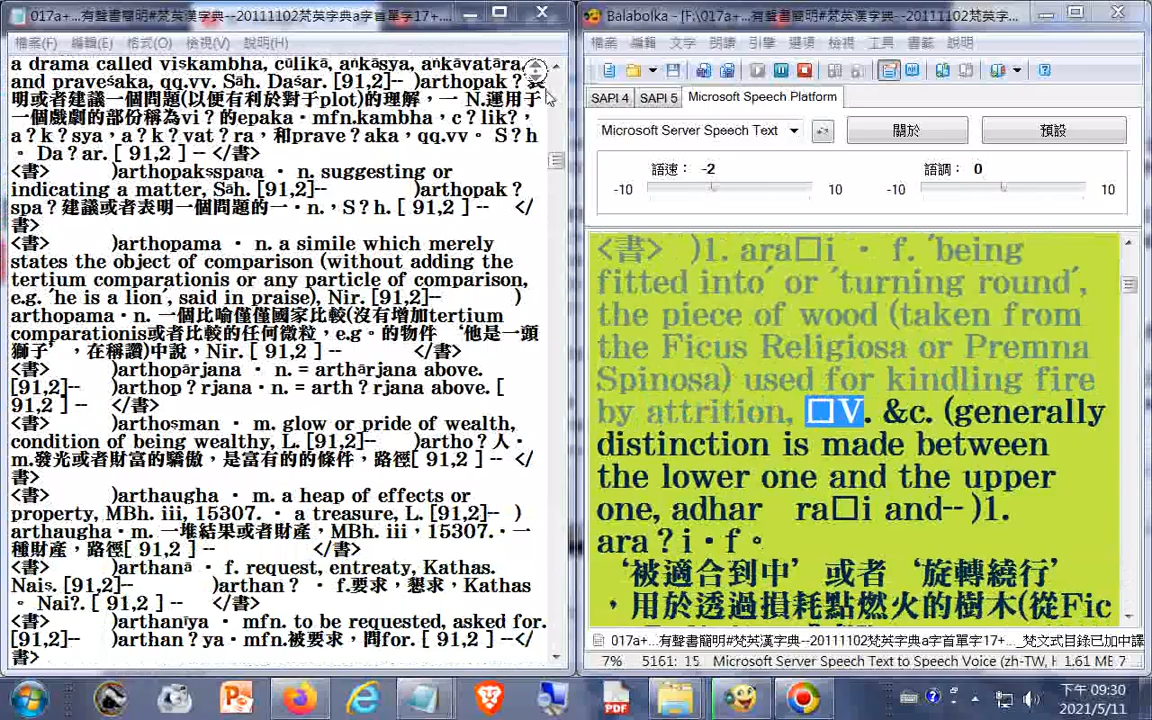 017a+...有聲書簡明#梵英漢字典--20111102梵英字典a字首單字17+...
檔案(F) 編輯(E) 格式(O) 檢視(V) 說明(H)
a drama called viṣkambha, cūlikā, aṅkāsya, aṅkāvatāra,
and praveśaka, qq.vv. Sāh. Daśar. [91,2] )arthopak？表
明或者建議一個問題(以便有利於對于plot)的理解，一 N.運用于
一個戲劇的部份稱為vi？的epaka‧mfn.kambha，c？lik?，
a？k？sya，a？k？vat？ra，和prave？aka，qq.vv。 S？h
。 Da？ar. [ 91,2 ] -- </書>
<書> )arthopakṣspaṇa ‧ n. suggesting or
indicating a matter, Sāh. [91,2]-- )arthopak？
spa？建議或者表明一個問題的一‧n.，S？h. [ 91,2 ] -- </
書>
<書> )arthopama ‧ n. a simile which merely
states the object of comparison (without adding the
tertium comparationis or any particle of comparison,
e.g. 'he is a lion', said in praise), Nir. [91,2]-- )
arthopama‧n. 一個比喻僅僅國家比較(沒有增加tertium
comparationis或者比較的任何微粒，e.g。的物件 ‘他是一頭
獅子’，在稱讚)中說，Nir. [ 91,2 ] -- </書>
<書> )arthopārjana ‧ n. = arthārjana above.
[91,2]-- )arthop？rjana‧n. = arth？rjana above. [
91,2 ] -- </書>
<書> )arthoṣman ‧ m. glow or pride of wealth,
condition of being wealthy, L. [91,2]-- )artho？人‧
m.發光或者財富的驕傲，是富有的的條件，路徑[ 91,2 ] -- </
書>
<書> )arthaugha ‧ m. a heap of effects or
property, MBh. iii, 15307. ‧ a treasure, L. [91,2]-- )
arthaugha‧m. 一堆結果或者財產，MBh. iii，15307.‧一
種財產，路徑[ 91,2 ] -- </書>
<書> )arthanā ‧ f. request, entreaty, Kathas.
Nais. [91,2]-- )arthan？ ‧ f.要求，懇求，Kathas
。 Nai?. [ 91,2 ] -- </書>
<書> )arthanīya ‧ mfn. to be requested, asked for.
[91,2]-- )arthan？ya‧mfn.被要求，問for. [ 91,2 ] --</
書>
Balabolka - [F:\017a+...有聲書簡明#梵英漢字典--20111102梵英字典...
檔案 編輯 文字 朗讀 引擎 選項 檢視 工具 書籤 說明
SAPI 4 SAPI 5 Microsoft Speech Platform
Microsoft Server Speech Text 關於 預設
語速： -2 語調： 0
-10 10 -10 10
<書> )1. ara□i ‧ f. 'being
fitted into' or 'turning round',
the piece of wood (taken from
the Ficus Religiosa or Premna
Spinosa) used for kindling fire
by attrition, □V. &c. (generally
distinction is made between
the lower one and the upper
one, adhar ra□i and-- )1.
ara？i‧f。
‘被適合到中’或者‘旋轉繞行’
，用於透過損耗點燃火的樹木(從Fic
017a+...有聲書簡明#梵英漢字典--20111102梵英字典a字首單字17+..._梵文式目錄已加中譯
7% 5161: 15 Microsoft Server Speech Text to Speech Voice (zh-TW, H 1.61 MB 7
PDF
下午 09:30
2021/5/11